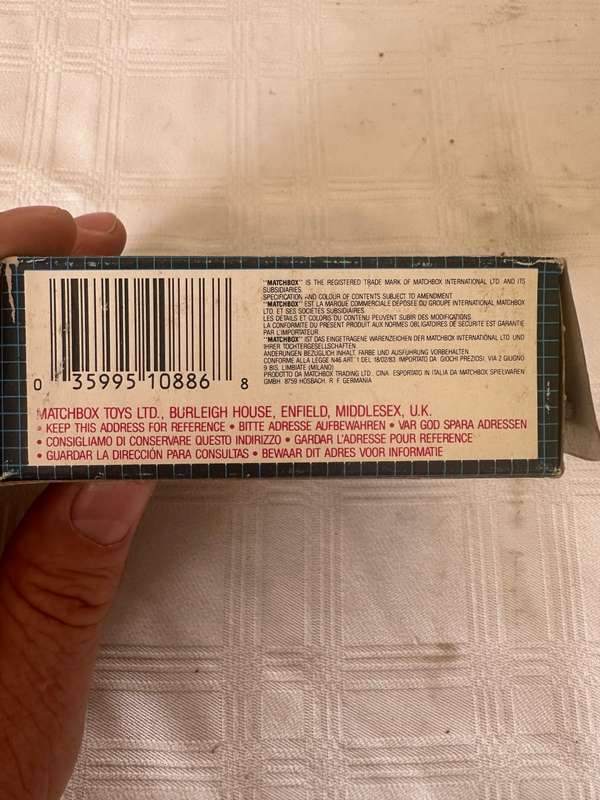 "MATCHBOX" IS THE REGISTERED TRADE MARK OF MATCHBOX INTERNATIONAL LTD. AND ITS
SUBSIDIARIES.
SPECIFICATION AND COLOUR OF CONTENTS SUBJECT TO AMENDMENT
"MATCHBOX" EST LA MARQUE COMMERCIALE DEPOSEE DU GROUPE INTERNATIONAL MATCHBOX
LTD. ET SES SOCIETES SUBSIDIAIRES.
LES DETAILS ET COLORIS DU CONTENU PEUVENT SUBIR DES MODIFICATIONS
LA CONFORMITE DU PRESENT PRODUIT AUX NORMES OBLIGATOIRES DE SECURITE EST GARANTIE
PAR L'IMPORTATEUR
"MATCHBOX" IST DAS EINGETRAGENE WARENZEICHEN DER MATCHBOX INTERNATIONAL LTD. UND
IHRER TOCHTERGESELLSCHAFTEN
ÄNDERUNGEN BEZÜGLICH INHALT, FARBE UND AUSFÜHRUNG VORBEHALTEN.
CONFORME ALLA LEGGE N46 ART. 1 DEL 18/02/83. IMPORTATO DA: GIOCHI PREZIOSI, VIA 2 GIUGNO
9 BIS, LIMBIATE (MILANO)
PRODOTTO DA MATCHBOX TRADING LTD., CINA. ESPORTATO IN ITALIA DA MATCHBOX SPIELWAREN
GMBH 8759 HÖSBACH, R. F. GERMANIA
0 35995 10886 8
MATCHBOX TOYS LTD., BURLEIGH HOUSE, ENFIELD, MIDDLESEX, U.K.
• KEEP THIS ADDRESS FOR REFERENCE • BITTE ADRESSE AUFBEWAHREN • VAR GOD SPARA ADRESSEN
• CONSIGLIAMO DI CONSERVARE QUESTO INDIRIZZO • GARDAR L'ADRESSE POUR REFERENCE
• GUARDAR LA DIRECCIÓN PARA CONSULTAS • BEWAAR DIT ADRES VOOR INFORMATIE